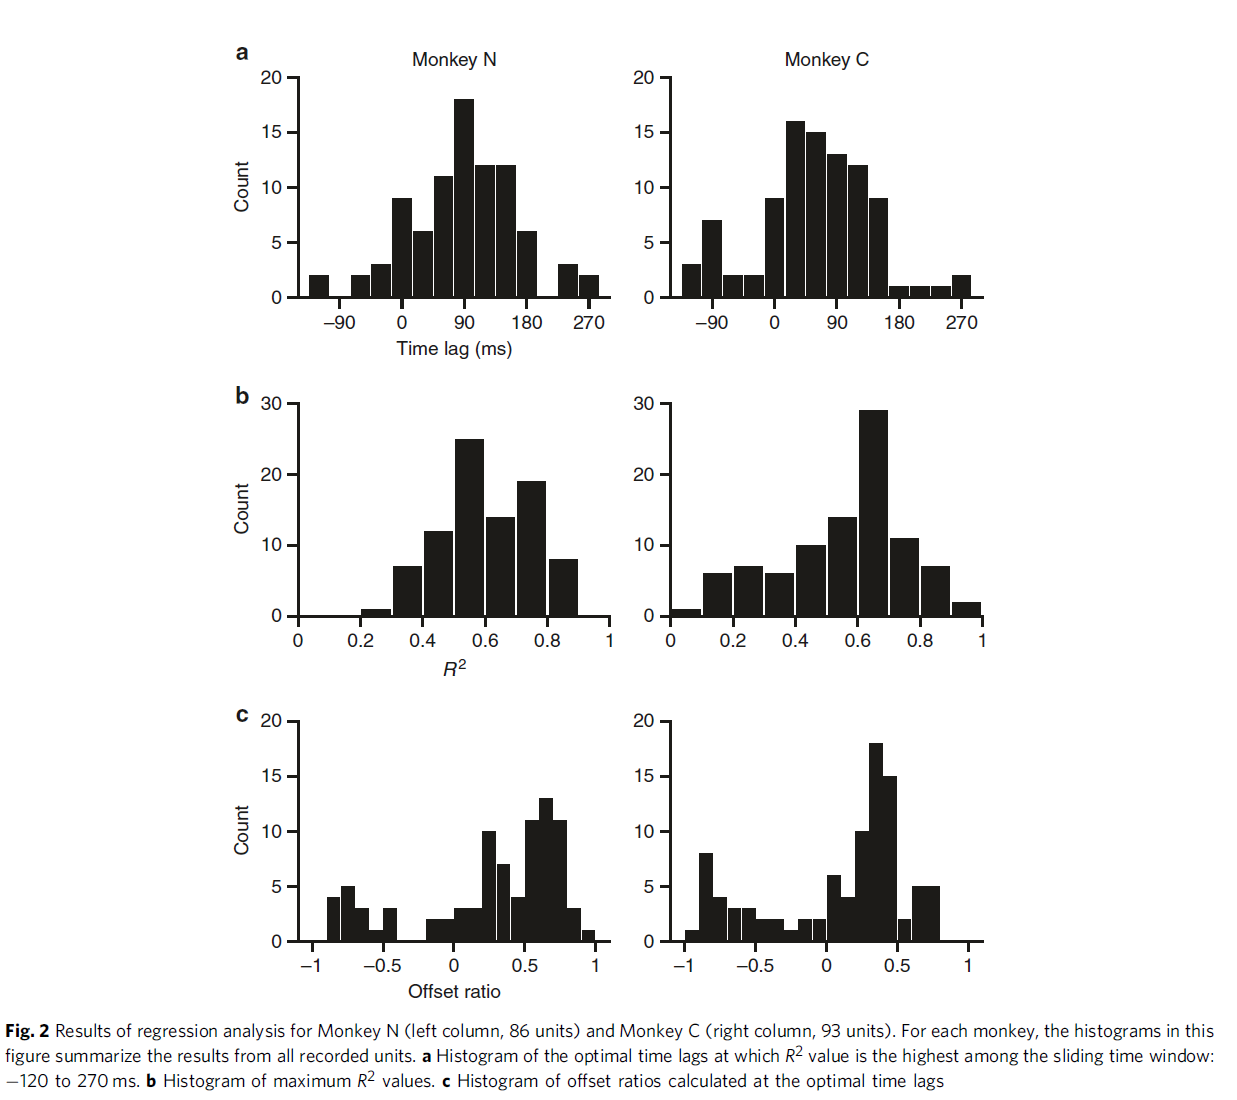 a
Monkey N
Monkey C
20
15
10
5
0
Count
−90 0 90 180 270
Time lag (ms)
20
15
10
5
0
−90 0 90 180 270
b
30
20
10
0
Count
0 0.2 0.4 0.6 0.8 1
R²
30
20
10
0
0 0.2 0.4 0.6 0.8 1
c
20
15
10
5
0
Count
−1 −0.5 0 0.5 1
Offset ratio
20
15
10
5
0
−1 −0.5 0 0.5 1
Fig. 2 Results of regression analysis for Monkey N (left column, 86 units) and Monkey C (right column, 93 units). For each monkey, the histograms in this
figure summarize the results from all recorded units. a Histogram of the optimal time lags at which R² value is the highest among the sliding time window:
−120 to 270 ms. b Histogram of maximum R² values. c Histogram of offset ratios calculated at the optimal time lags